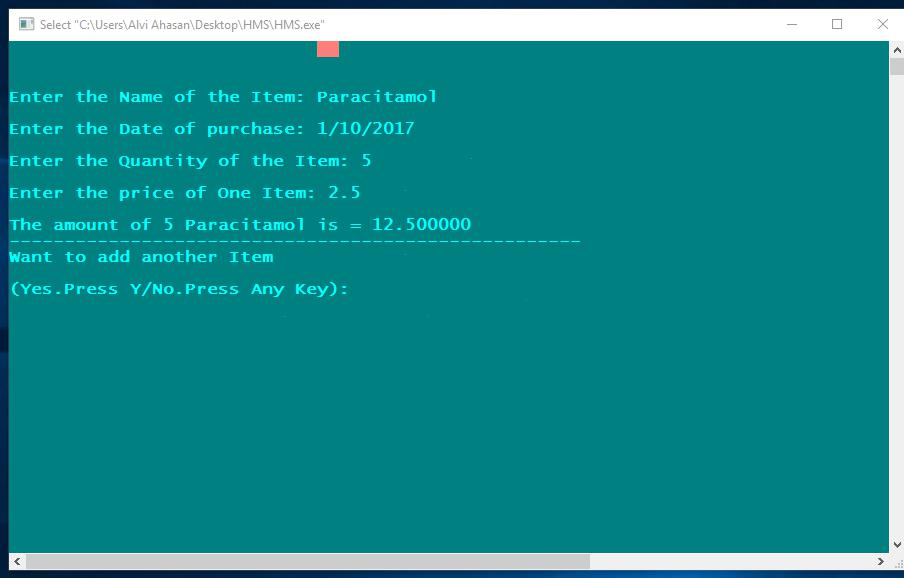 Select "C:\Users\Alvi Ahasan\Desktop\HMS\HMS.exe"
Enter the Name of the Item: Paracitamol
Enter the Date of purchase: 1/10/2017
Enter the Quantity of the Item: 5
Enter the price of One Item: 2.5
The amount of 5 Paracitamol is = 12.500000
----------------------------------------------------
Want to add another Item
(Yes.Press Y/No.Press Any Key):